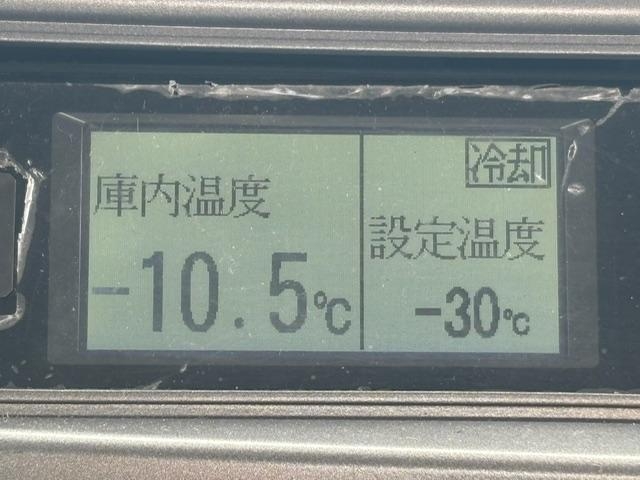 庫内温度
-10.5℃
冷却
設定温度
-30℃